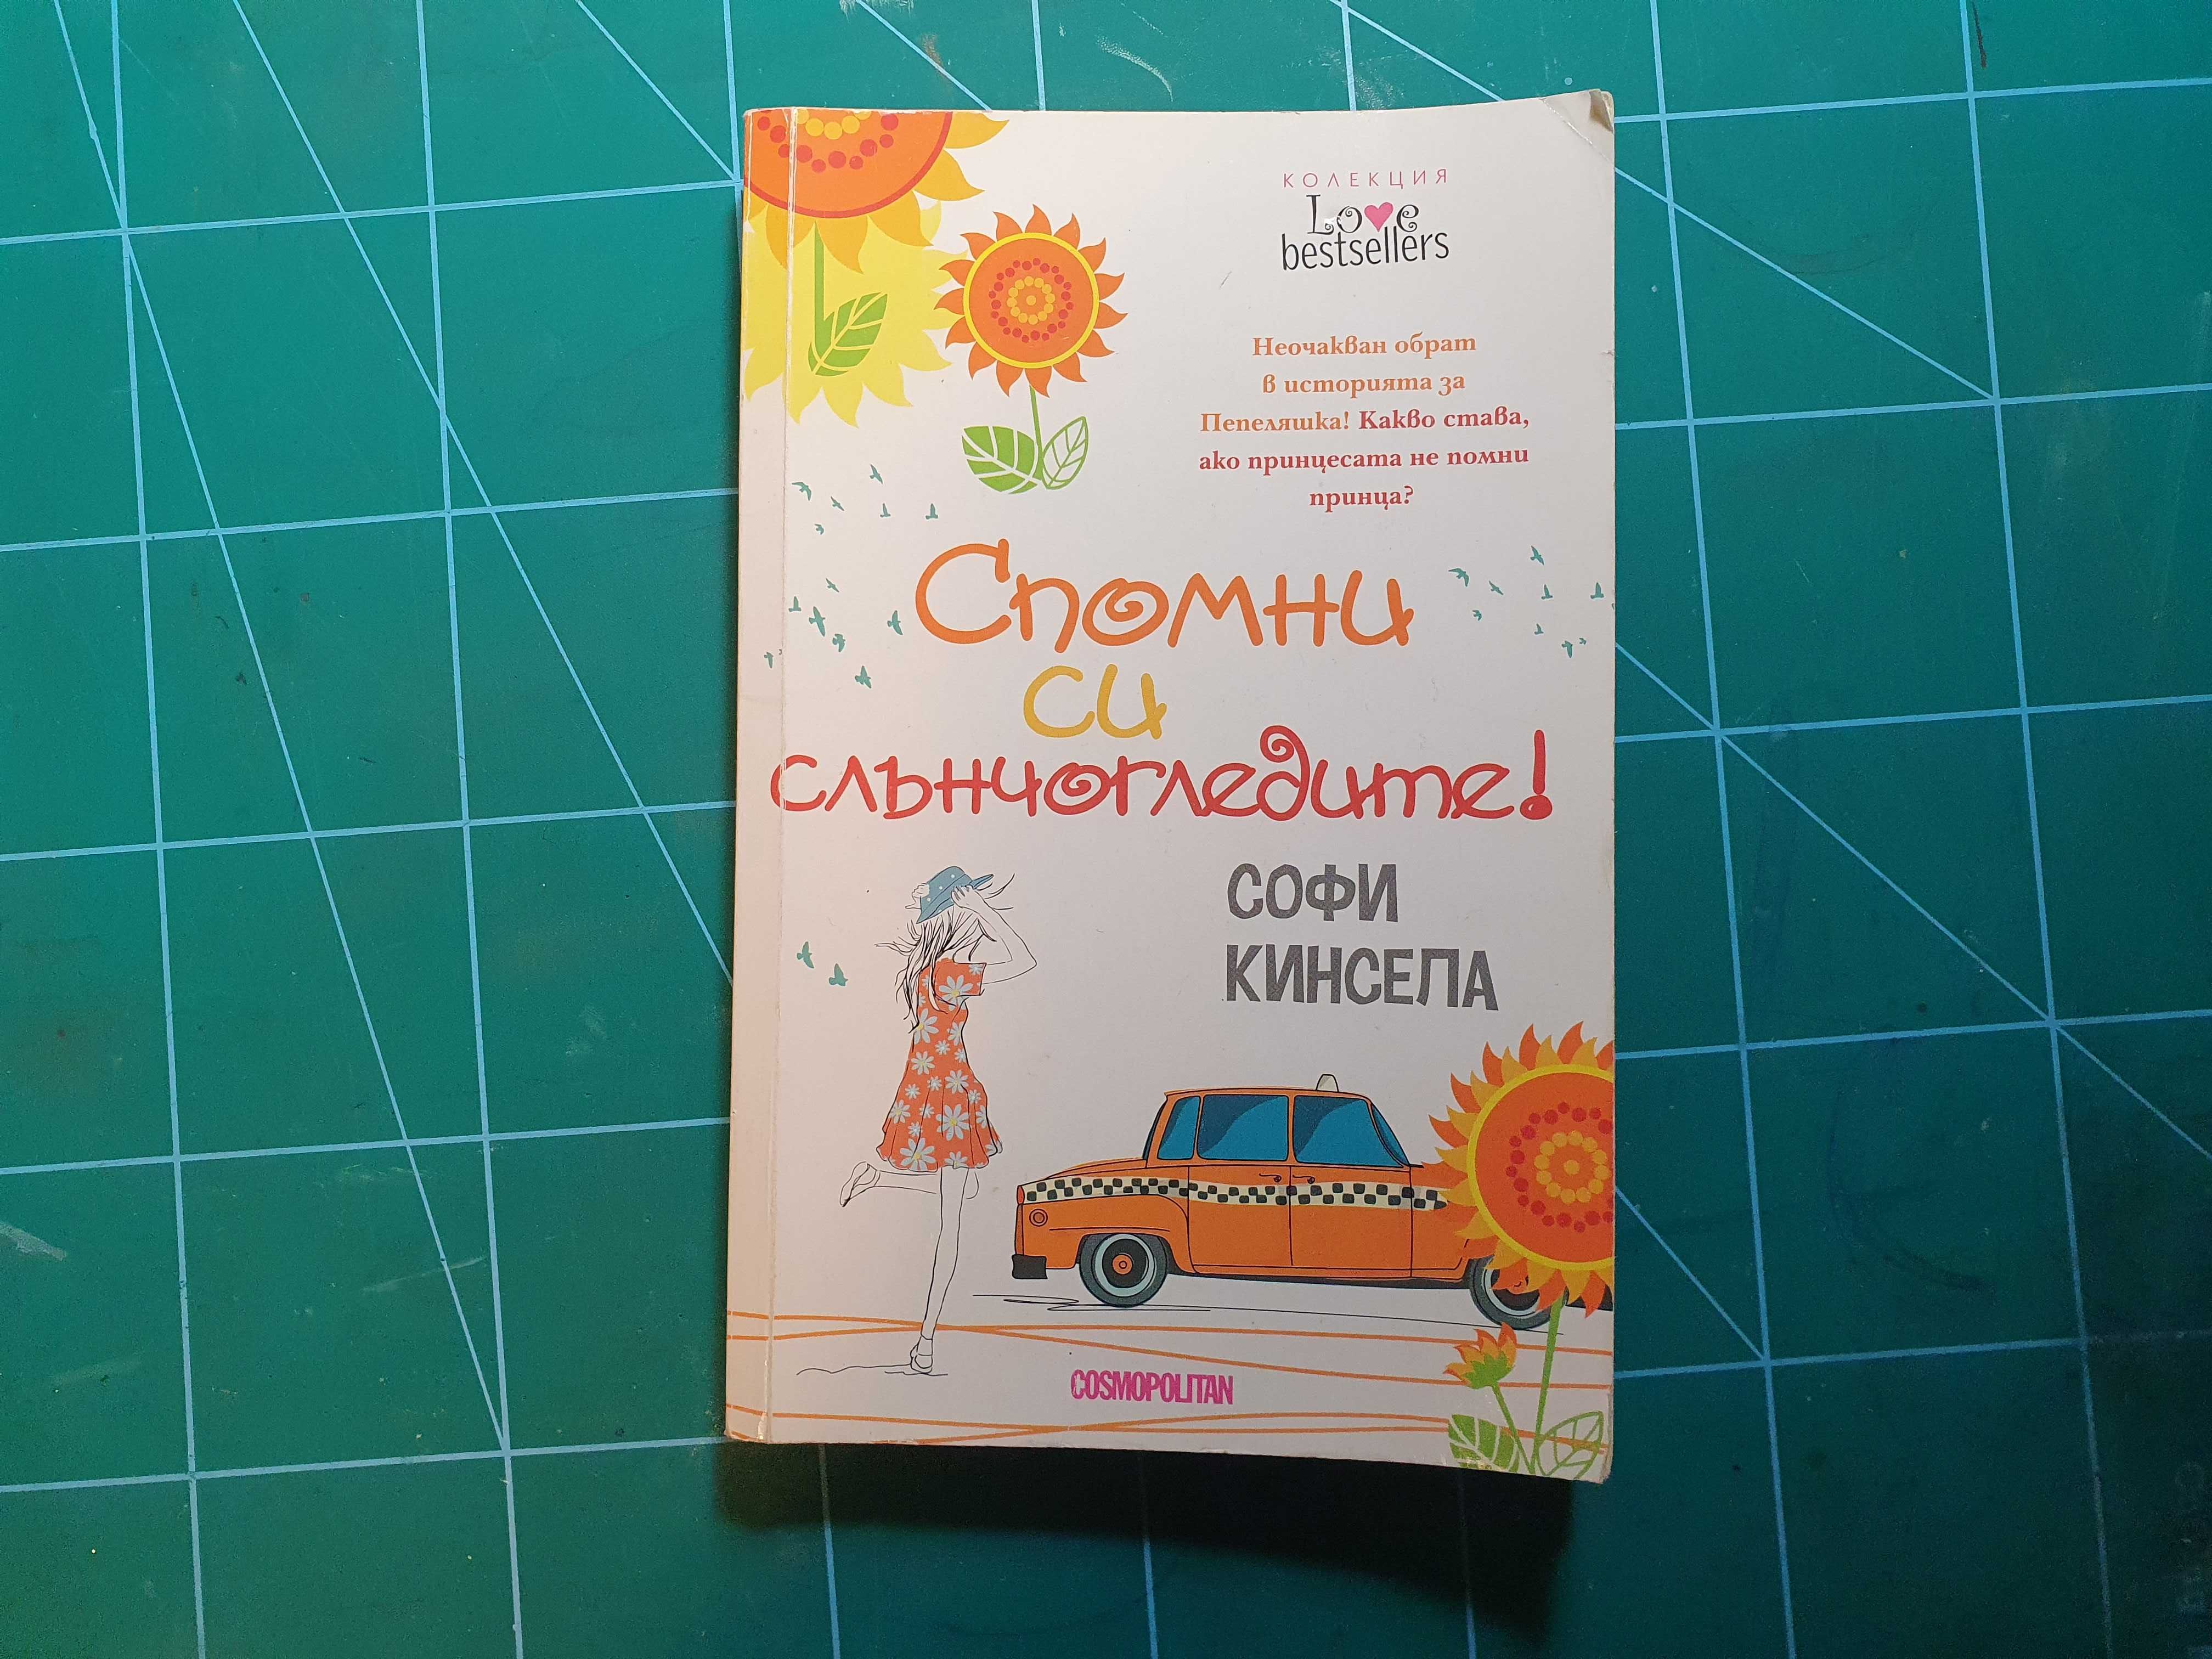 КОЛЕКЦИЯ
Love
bestsellers
Неочакван обрат
в историята за
Пепеляшка! Какво става,
ако принцесата не помни
принца?
Спомни
си
слънчогледите!
СОФИ
КИНСЕЛА
COSMOPOLITAN